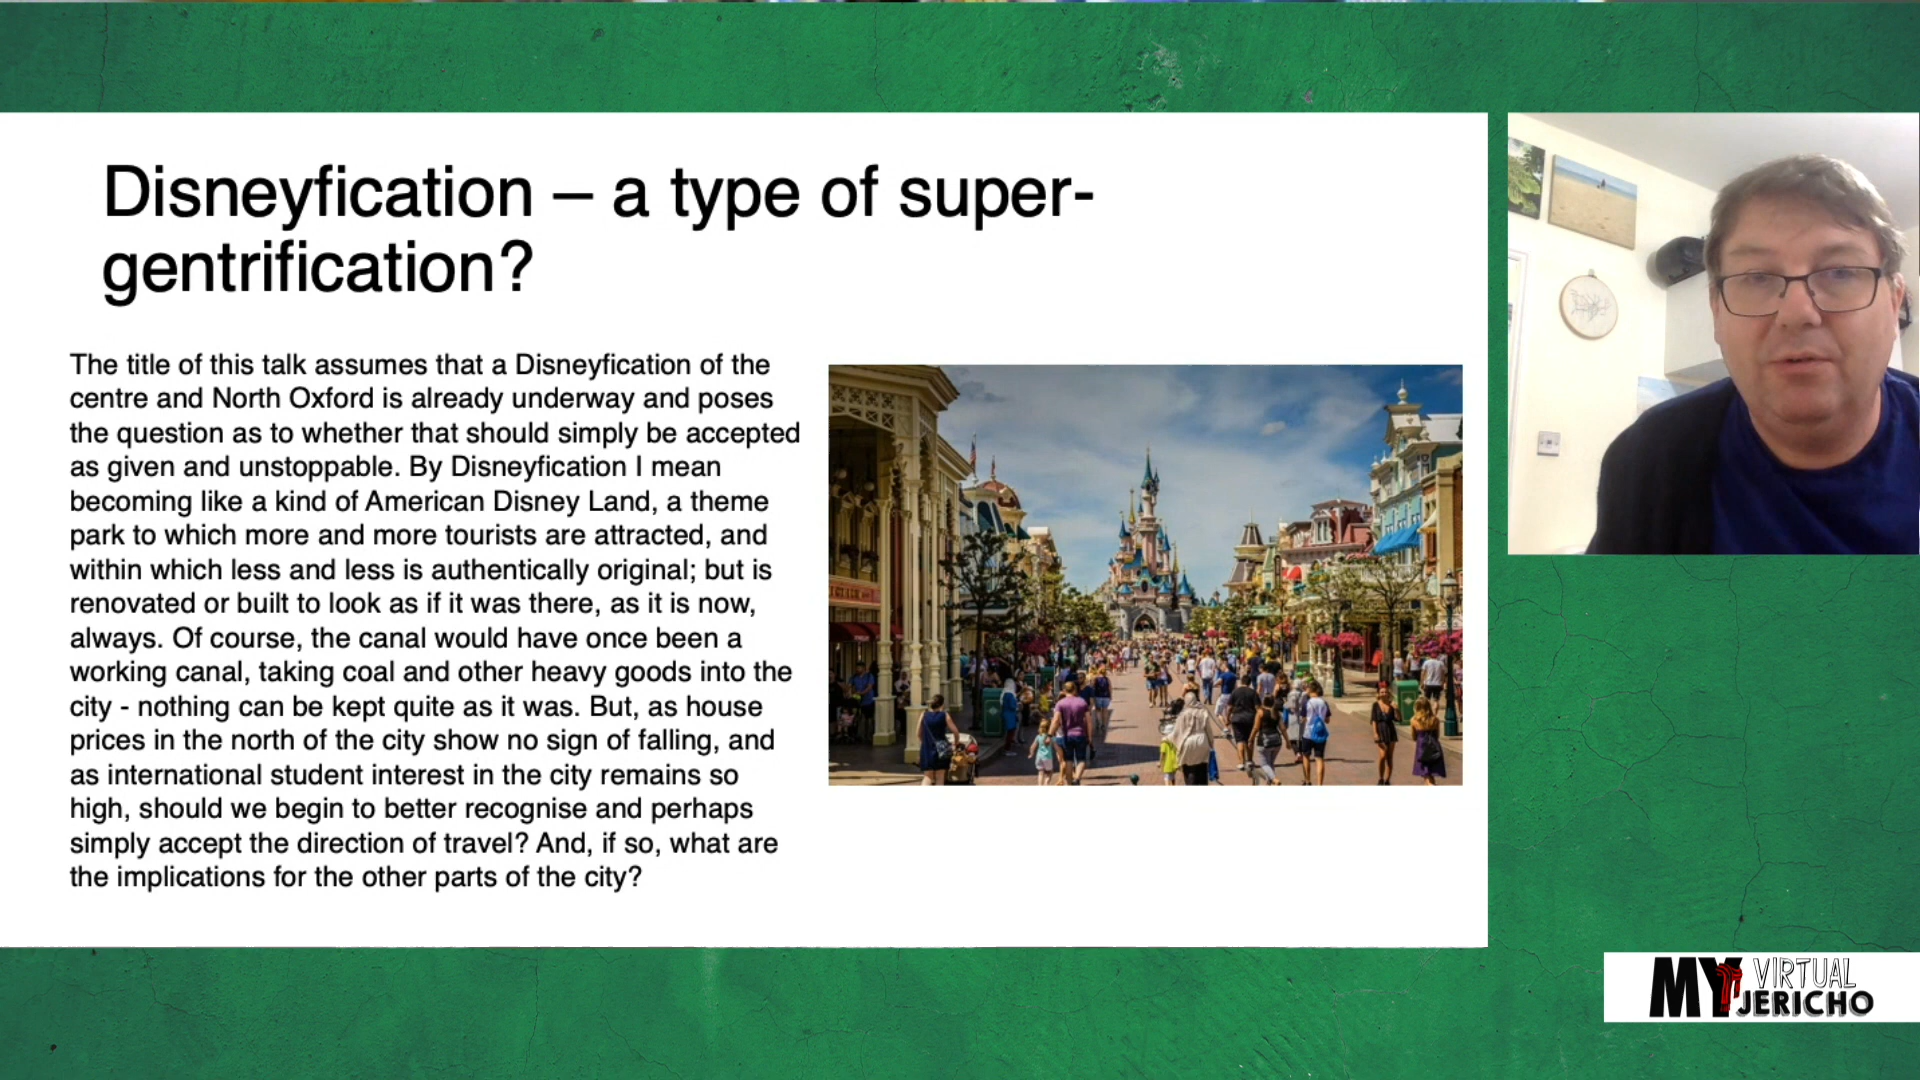 Disneyfication – a type of super-
gentrification?
The title of this talk assumes that a Disneyfication of the
centre and North Oxford is already underway and poses
the question as to whether that should simply be accepted
as given and unstoppable. By Disneyfication I mean
becoming like a kind of American Disney Land, a theme
park to which more and more tourists are attracted, and
within which less and less is authentically original; but is
renovated or built to look as if it was there, as it is now,
always. Of course, the canal would have once been a
working canal, taking coal and other heavy goods into the
city - nothing can be kept quite as it was. But, as house
prices in the north of the city show no sign of falling, and
as international student interest in the city remains so
high, should we begin to better recognise and perhaps
simply accept the direction of travel? And, if so, what are
the implications for the other parts of the city?
MY VIRTUAL
JERICHO